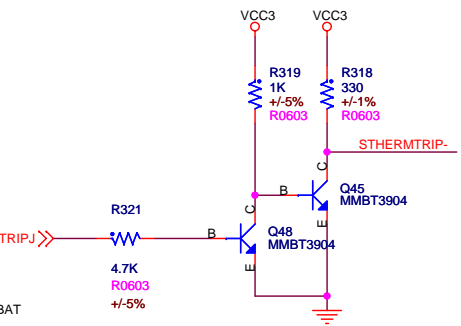 VCC3 VCC3
R319 R318
1K 330
+/-5% +/-1%
R0603 R0603
STHERMTRIP-
C
B Q45
MMBT3904
R321 C E
TRIPJ B Q48
MMBT3904
4.7K E
R0603
+/-5%
BAT